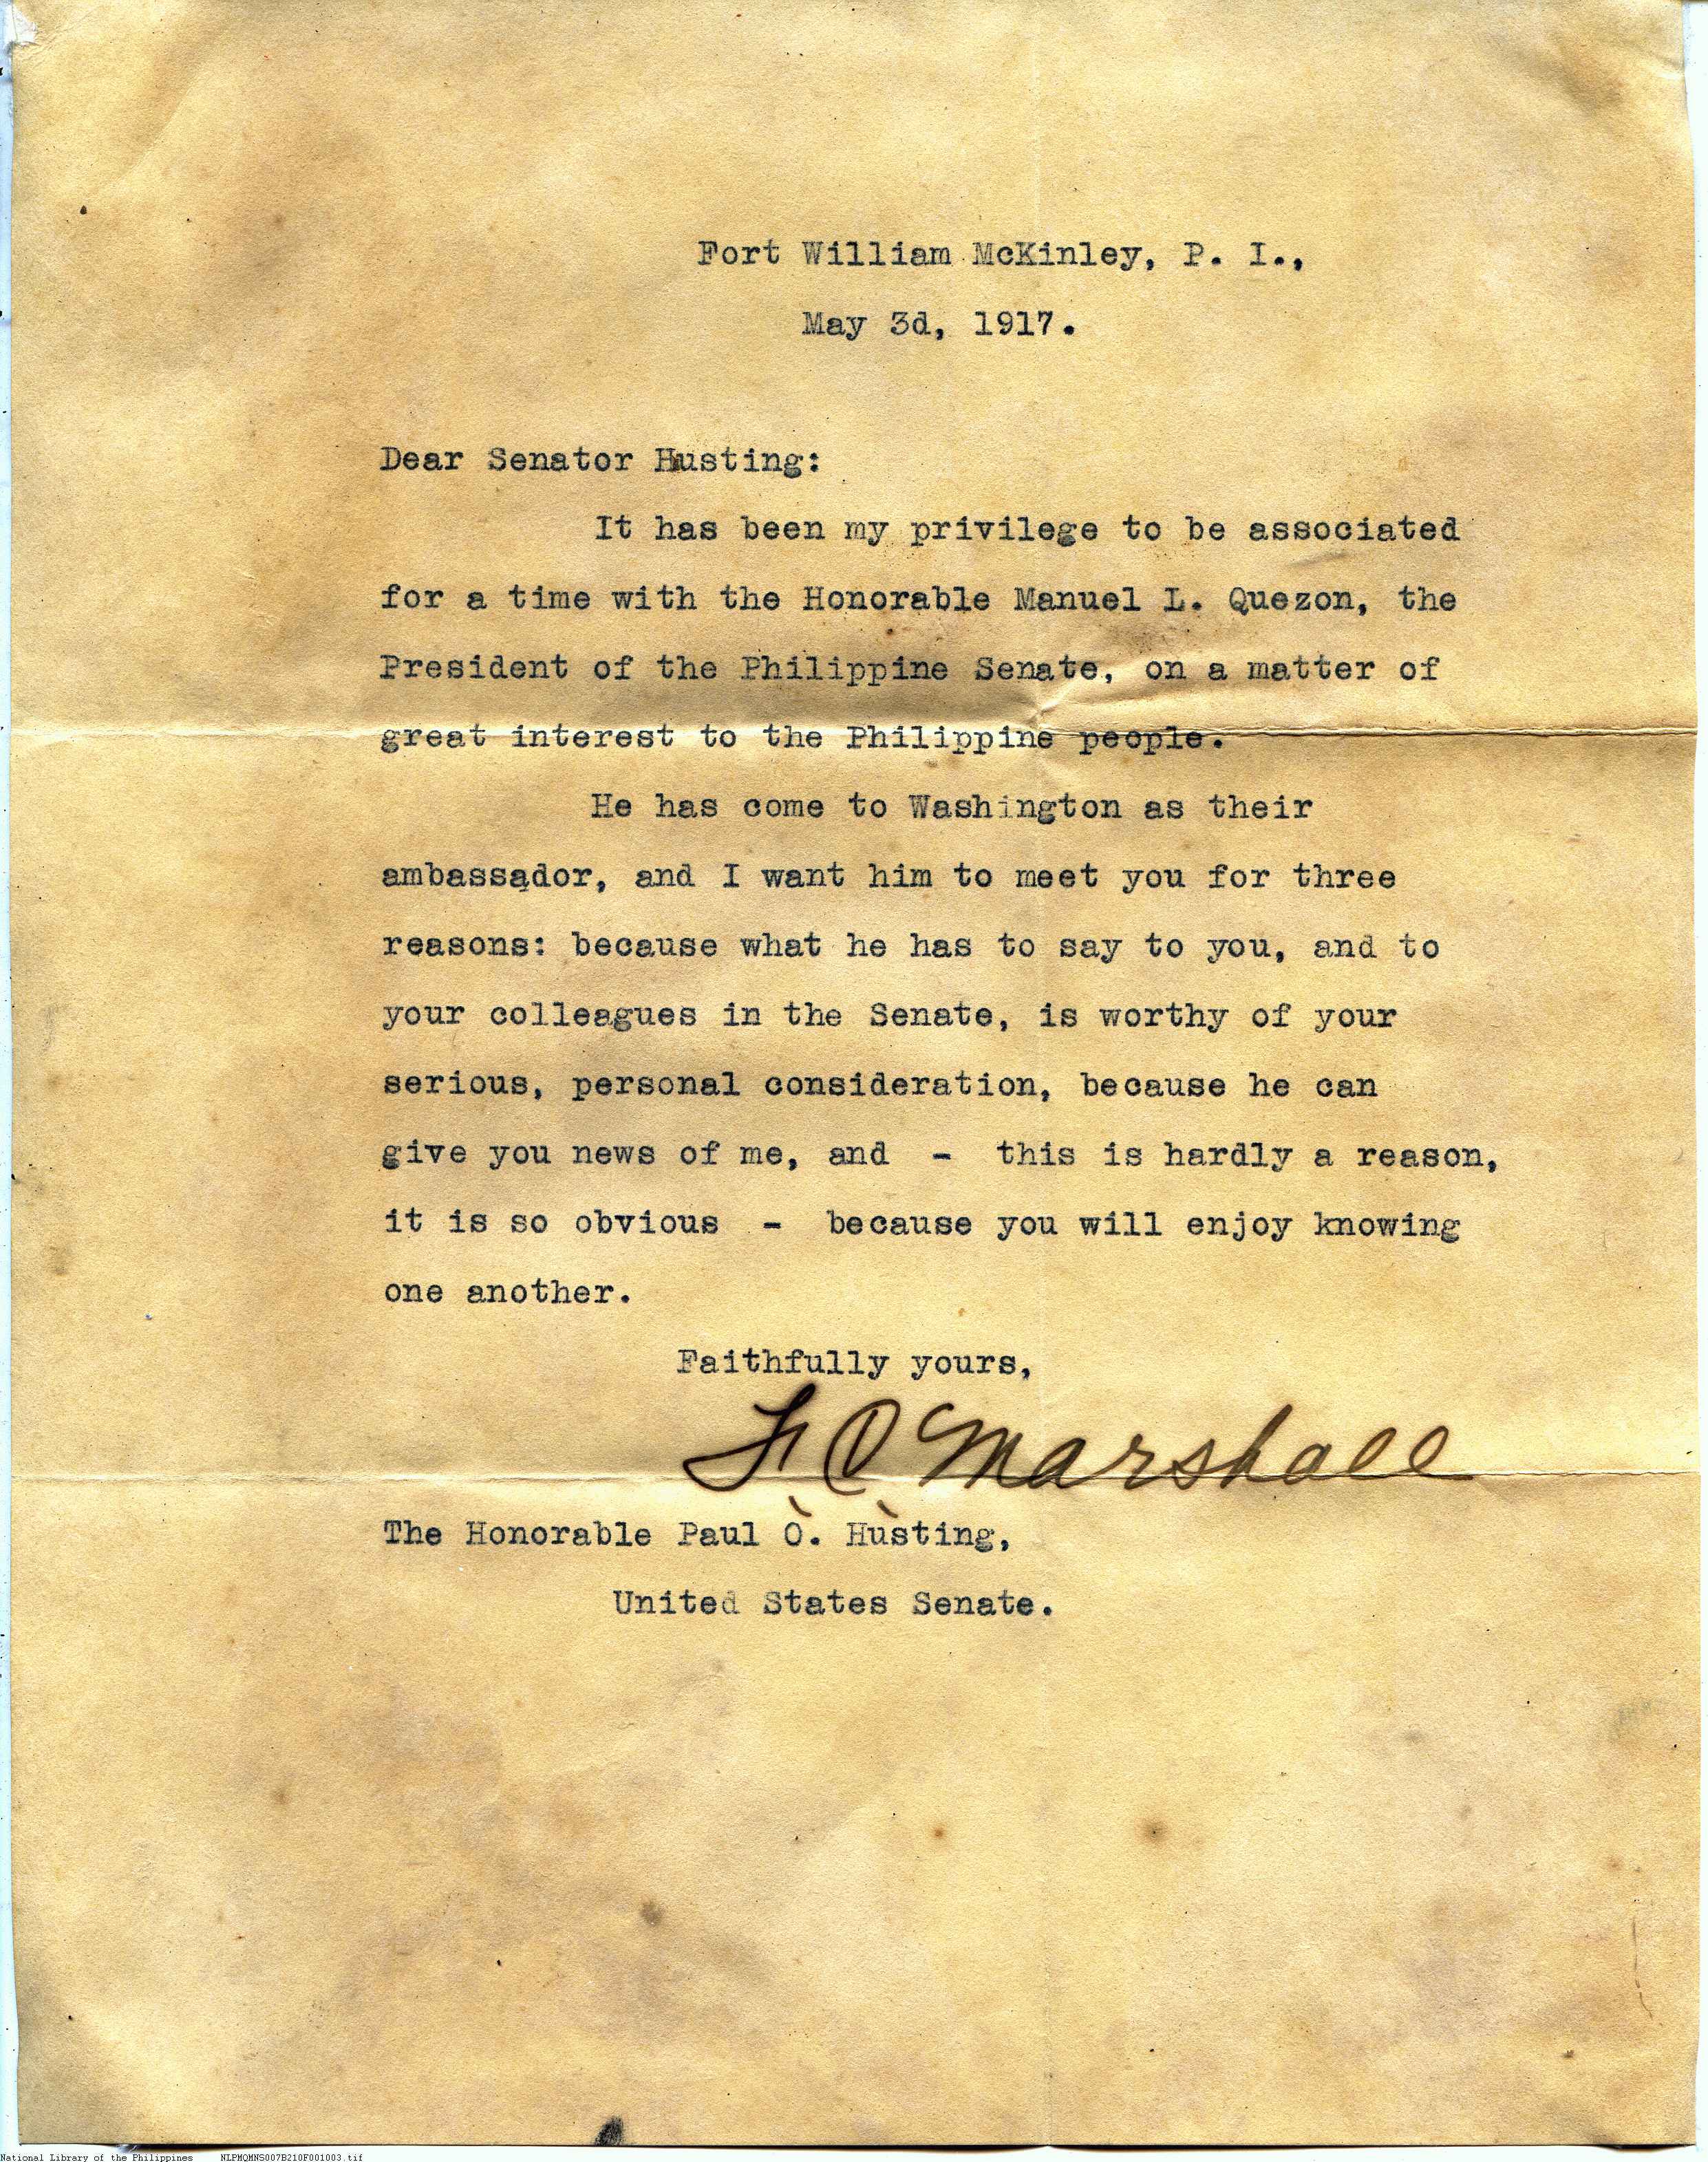 Fort William McKinley, P. I.,
May 3d, 1917.
Dear Senator Husting:
It has been my privilege to be associated
for a time with the Honorable Manuel L. Quezon, the
President of the Philippine Senate, on a matter of
great interest to the Philippine people.
He has come to Washington as their
ambassador, and I want him to meet you for three
reasons: because what he has to say to you, and to
your colleagues in the Senate, is worthy of your
serious, personal consideration, because he can
give you news of me, and - this is hardly a reason,
it is so obvious - because you will enjoy knowing
one another.
Faithfully yours,
F C Marshall
The Honorable Paul O. Husting,
United States Senate.
National Library of the Philippines NLPMQMNS007B210F001003.tif